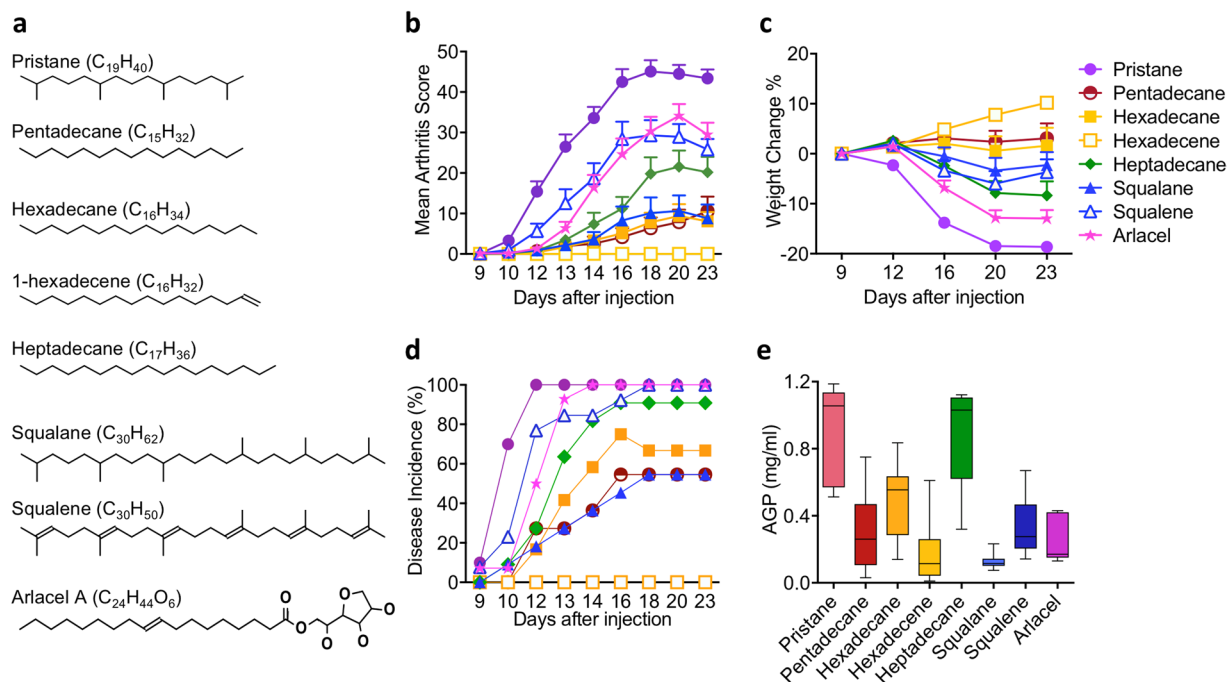 a
Pristane (C₁₉H₄₀)
Pentadecane (C₁₅H₃₂)
Hexadecane (C₁₆H₃₄)
1-hexadecene (C₁₆H₃₂)
Heptadecane (C₁₇H₃₆)
Squalane (C₃₀H₆₂)
Squalene (C₃₀H₅₀)
Arlacel A (C₂₄H₄₄O₆)
O
O
O
O
O
O
b
Mean Arthritis Score
50
40
30
20
10
0
9 10 12 13 14 16 18 20 23
Days after injection
c
Weight Change %
20
10
0
-10
-20
9 12 16 20 23
Days after injection
Pristane
Pentadecane
Hexadecane
Hexadecene
Heptadecane
Squalane
Squalene
Arlacel
d
Disease Incidence (%)
100
80
60
40
20
0
9 10 12 13 14 16 18 20 23
Days after injection
e
AGP (mg/ml)
1.2
0.8
0.4
0.0
Pristane
Pentadecane
Hexadecane
Hexadecene
Heptadecane
Squalane
Squalene
Arlacel